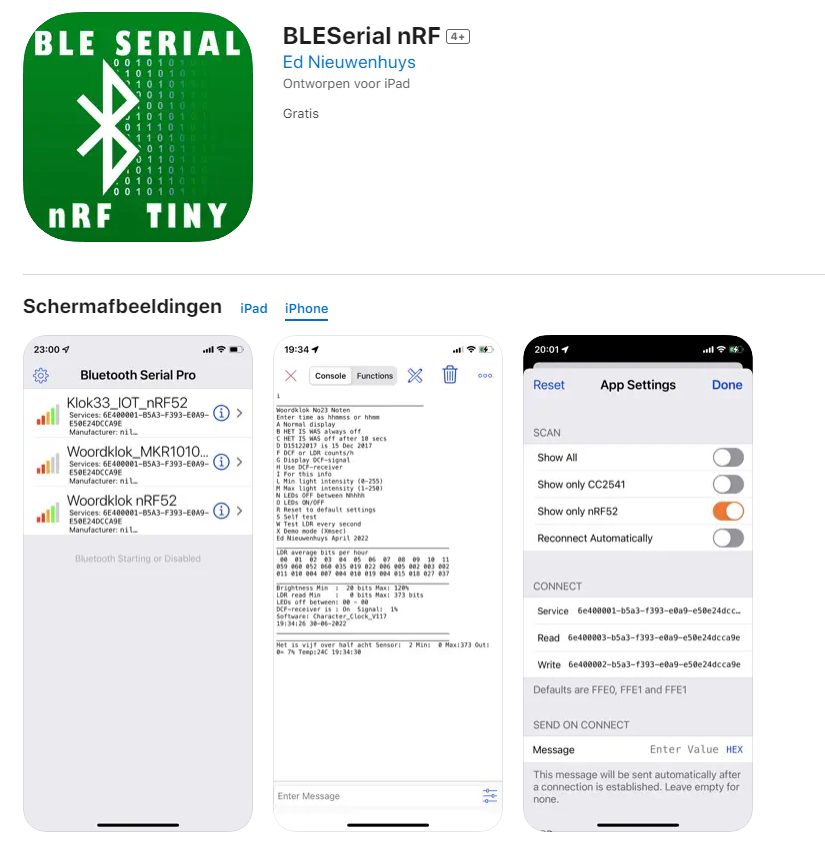 BLE SERIAL
nRF TINY
BLESerial nRF 4+
Ed Nieuwenhuys
Ontworpen voor iPad
Gratis
Schermafbeeldingen iPad iPhone
23:00
Bluetooth Serial Pro
Klok33_IOT_nRF52
Services: 6E400001-B5A3-F393-E0A9-
E50E24DCCA9E
Manufacturer: nil…
Woordklok_MKR1010...
Services: 6E400001-B5A3-F393-E0A9-
E50E24DCCA9E
Manufacturer: nil…
Woordklok nRF52
Services: 6E400001-B5A3-F393-E0A9-
E50E24DCCA9E
Manufacturer: nil…
Bluetooth Starting or Disabled
19:34
Console Functions
i
Woordklok No23 Noten
Enter time as hhmmss or hhmm
A Normal display
B HET IS WAS always off
C HET IS WAS off after 10 secs
D D15122017 is 15 Dec 2017
F DCF or LDR counts/h
G Display DCF-signal
H Use DCF-receiver
I For this info
L Min light intensity (0-255)
M Max light intensity (1-250)
N LEDs OFF between Nhhhh
O LEDs ON/OFF
R Reset to default settings
S Self test
W Test LDR every second
X Demo mode (Xmsec)
Ed Nieuwenhuys April 2022
LDR average bits per hour
00 01 02 03 04 05 06 07 08 09 10 11
059 060 052 060 035 019 022 006 005 002 003 002
011 010 004 007 004 010 019 004 015 018 027 037
Brightness Min : 20 bits Max: 120%
LDR read Min : 0 bits Max: 373 bits
LEDs off between: 00 - 00
DCF-receiver is : On Signal: 1%
Software: Character_Clock_V117
19:34:26 30-06-2022
Het is vijf over half acht Sensor: 2 Min: 0 Max:373 Out:
0= 7% Temp:24C 19:34:30
Enter Message
20:01
Reset App Settings Done
SCAN
Show All
Show only CC2541
Show only nRF52
Reconnect Automatically
CONNECT
Service 6e400001-b5a3-f393-e0a9-e50e24dcc…
Read 6e400003-b5a3-f393-e0a9-e50e24dcca9e
Write 6e400002-b5a3-f393-e0a9-e50e24dcca9e
Defaults are FFE0, FFE1 and FFE1
SEND ON CONNECT
Message Enter Value HEX
This message will be sent automatically after
a connection is established. Leave empty for
none.